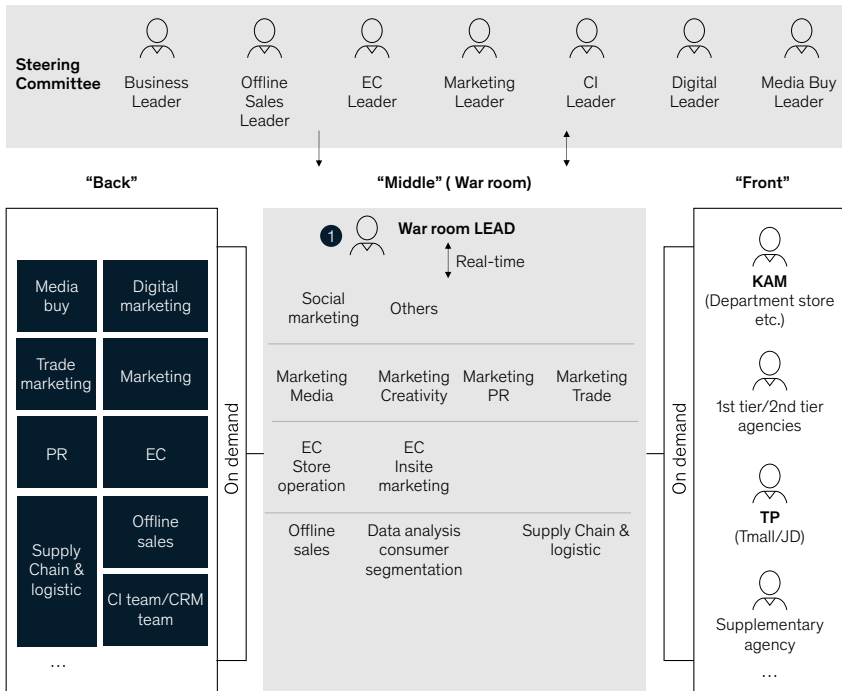 Steering
Committee
Business
Leader
Offline
Sales
Leader
EC
Leader
Marketing
Leader
CI
Leader
Digital
Leader
Media Buy
Leader
“Back”
“Middle” ( War room)
“Front”
Media
buy
Digital
marketing
Trade
marketing
Marketing
PR
EC
Supply
Chain &
logistic
Offline
sales
CI team/CRM
team
…
On demand
1
War room LEAD
Real-time
Social
marketing
Others
Marketing
Media
Marketing
Creativity
Marketing
PR
Marketing
Trade
EC
Store
operation
EC
Insite
marketing
Offline
sales
Data analysis
consumer
segmentation
Supply Chain &
logistic
On demand
KAM
(Department store
etc.)
1st tier/2nd tier
agencies
TP
(Tmall/JD)
Supplementary
agency
…